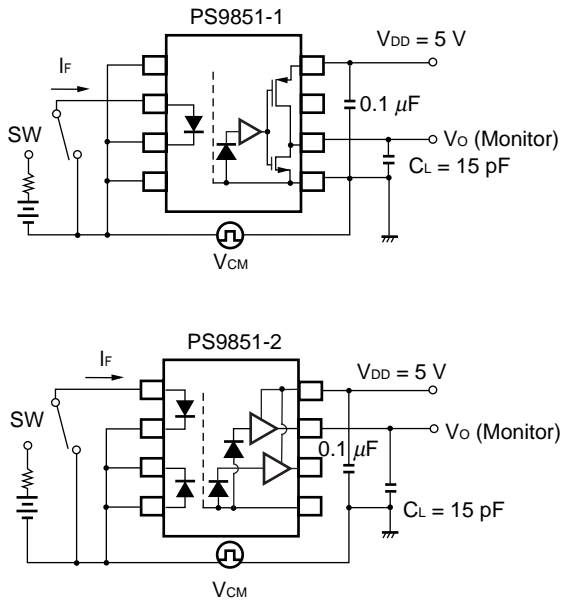 PS9851-1
VDD = 5 V
IF
0.1 μF
SW
VO (Monitor)
CL = 15 pF
VCM
PS9851-2
IF
VDD = 5 V
SW
VO (Monitor)
0.1 μF
CL = 15 pF
VCM